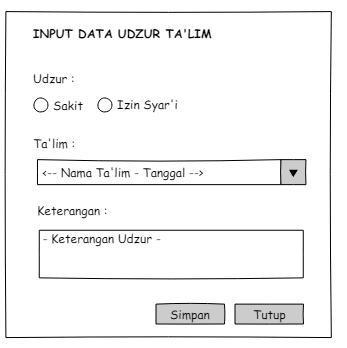 INPUT DATA UDZUR TA'LIM
Udzur :
Sakit Izin Syar'i
Ta'lim :
<-- Nama Ta'lim - Tanggal -->
Keterangan :
- Keterangan Udzur -
Simpan Tutup